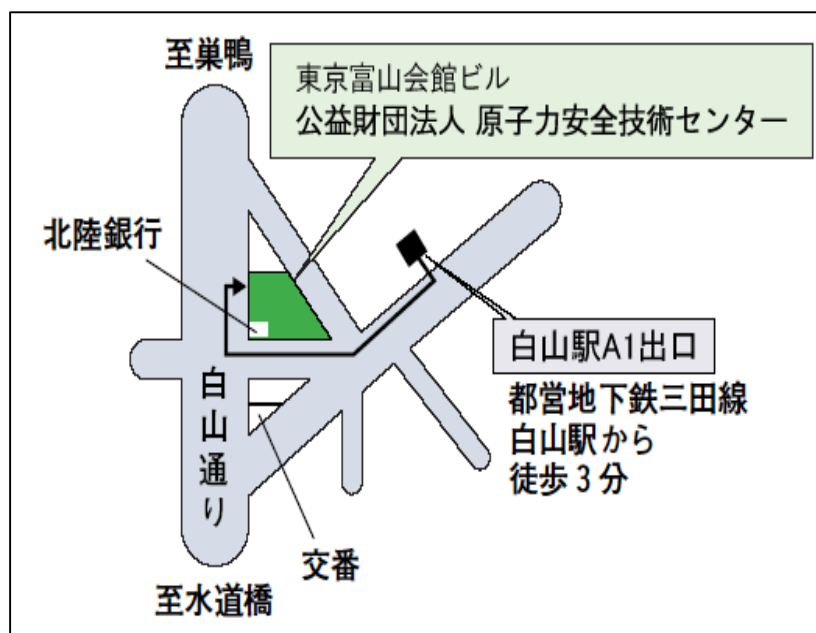 至巣鴨
東京富山会館ビル
公益財団法人 原子力安全技術センター
北陸銀行
白山駅A1出口
都営地下鉄三田線
白山駅から
徒歩3分
白山通り
交番
至水道橋